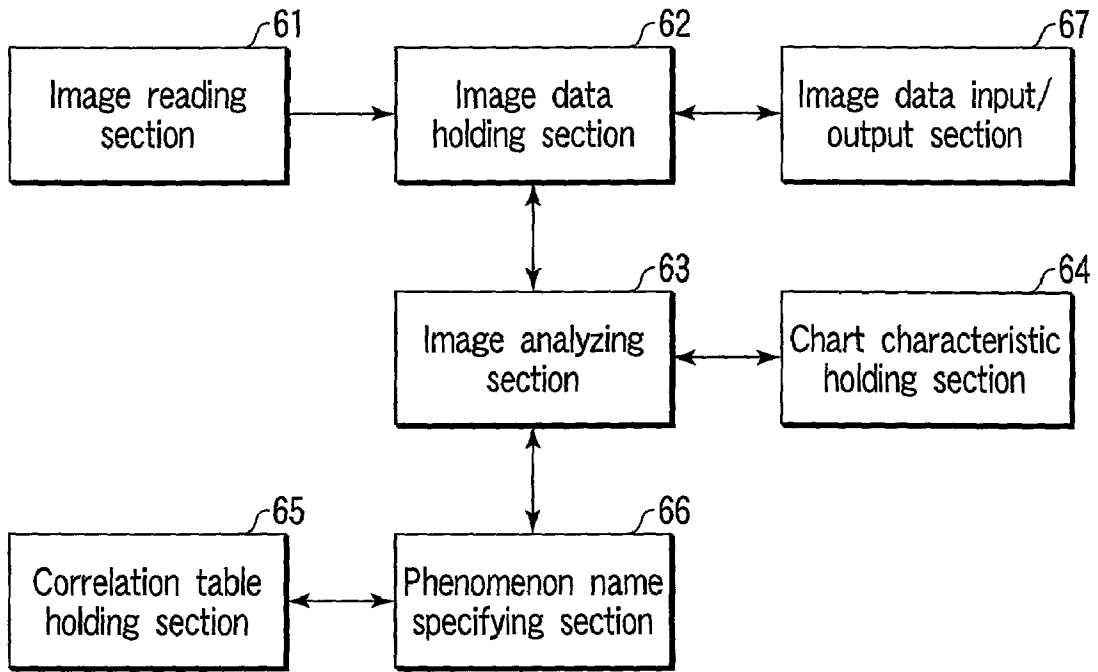 61
62
67
Image reading
section
Image data
holding section
Image data input/
output section
63
64
Image analyzing
section
Chart characteristic
holding section
65
66
Correlation table
holding section
Phenomenon name
specifying section